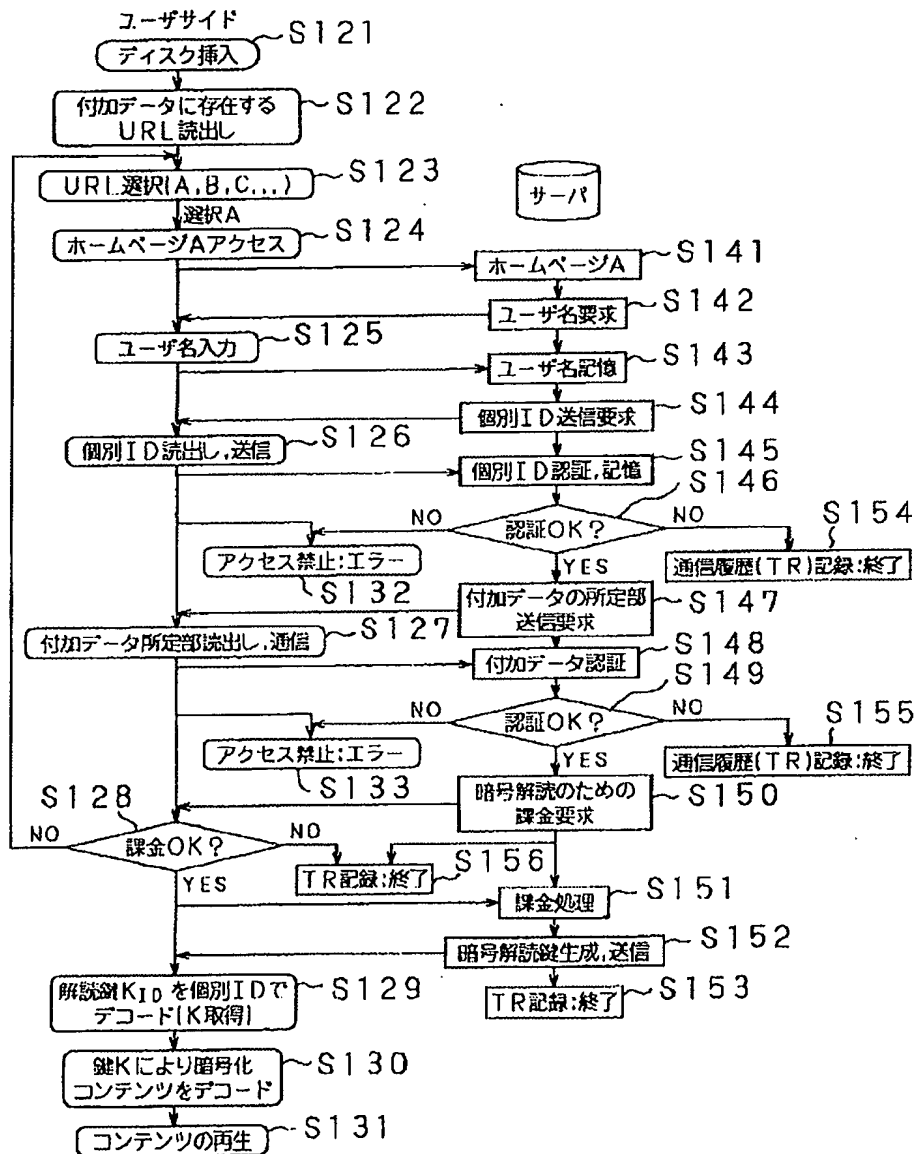 ユーザサイド
S121
ディスク挿入
S122
付加データに存在する
URL読出し
S123
URL選択(A,B,C...)
サーバ
選択A
S124
ホームページAアクセス
S141
ホームページA
S142
ユーザ名要求
S125
ユーザ名入力
S143
ユーザ名記憶
S144
個別ID送信要求
S126
個別ID読出し,送信
S145
個別ID認証,記憶
S146
NO
認証OK?
NO
S154
アクセス禁止:エラー
YES
通信履歴(TR)記録:終了
S132
付加データの所定部
送信要求
S147
S127
付加データ所定部読出し,通信
S148
付加データ認証
S149
NO
認証OK?
NO
S155
アクセス禁止:エラー
YES
通信履歴(TR)記録:終了
S133
暗号解読のための
課金要求
S150
S128
NO
課金OK?
NO
S156
TR記録:終了
YES
S151
課金処理
S152
暗号解読鍵生成,送信
S129
解読鍵KIDを個別IDで
デコード(K取得)
S153
TR記録:終了
S130
鍵Kにより暗号化
コンテンツをデコード
S131
コンテンツの再生